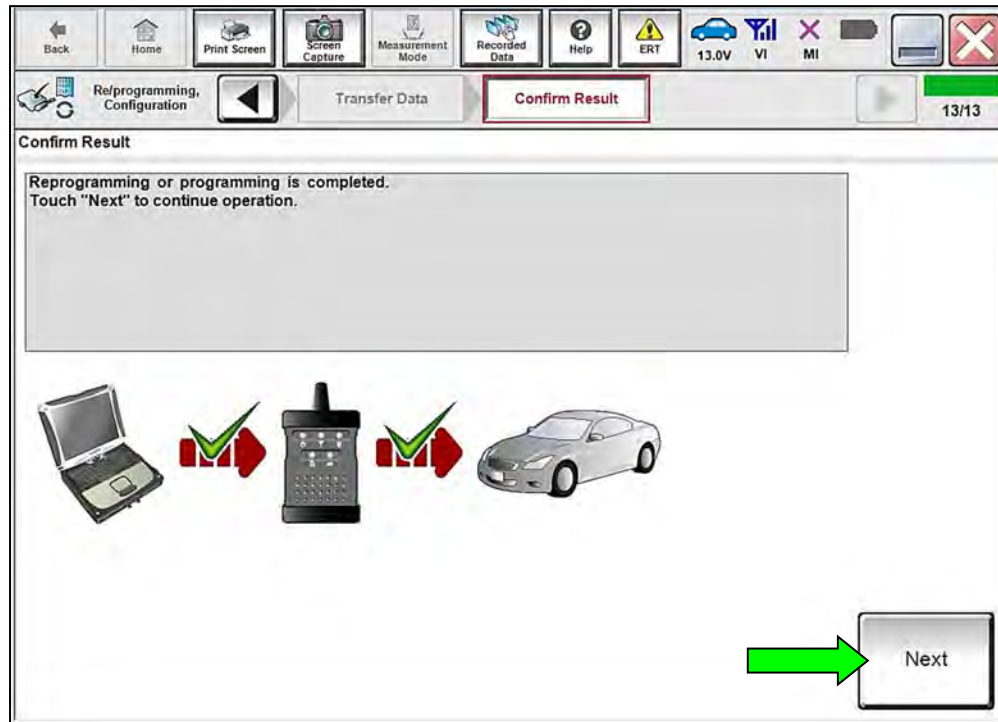 Back
Home
Print Screen
Screen
Capture
Measurement
Mode
Recorded
Data
Help
ERT
13.0V
VI
MI
Re/programming,
Configuration
Transfer Data
Confirm Result
13/13
Confirm Result
Reprogramming or programming is completed.
Touch "Next" to continue operation.
Next